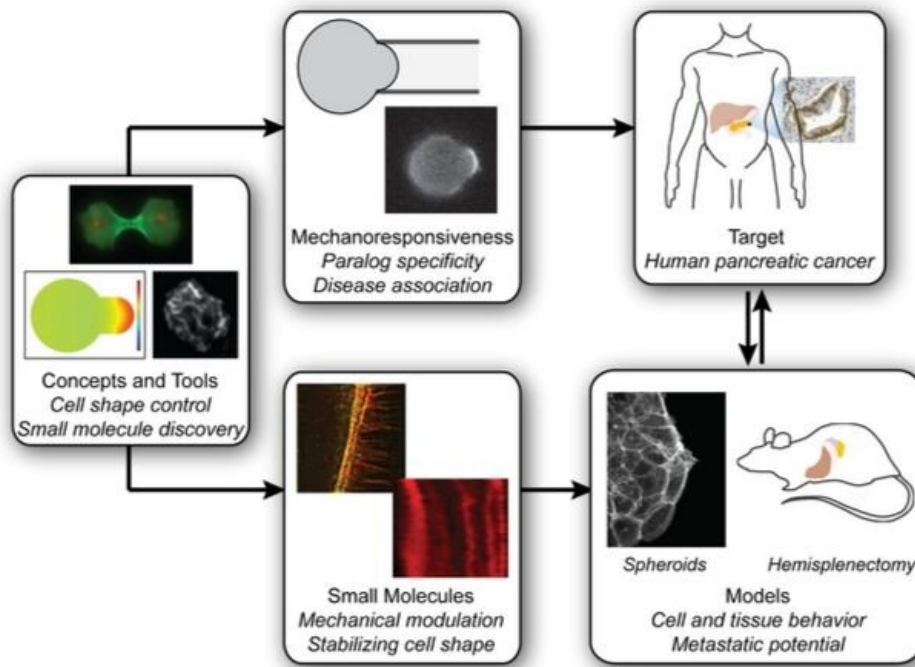 Mechanoresponsiveness
Paralog specificity
Disease association
Target
Human pancreatic cancer
Concepts and Tools
Cell shape control
Small molecule discovery
Small Molecules
Mechanical modulation
Stabilizing cell shape
Spheroids
Hemisplenectomy
Models
Cell and tissue behavior
Metastatic potential